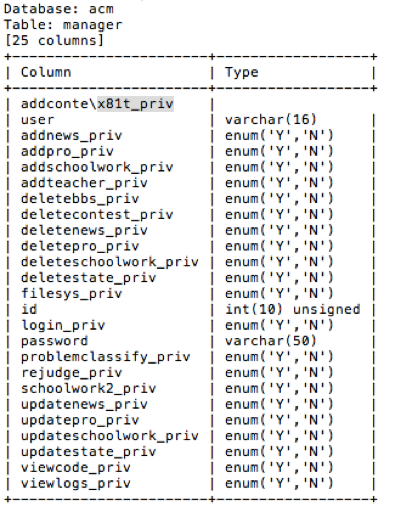 Database: acm
Table: manager
[25 columns]
+----------------------+------------------+
| Column | Type |
+----------------------+------------------+
| addconte\x81t_priv |
| user | varchar(16) |
| addnews_priv | enum('Y','N') |
| addpro_priv | enum('Y','N') |
| addschoolwork_priv | enum('Y','N') |
| addteacher_priv | enum('Y','N') |
| deletebbs_priv | enum('Y','N') |
| deletecontest_priv | enum('Y','N') |
| deletenews_priv | enum('Y','N') |
| deletepro_priv | enum('Y','N') |
| deleteschoolwork_priv | enum('Y','N') |
| deletestate_priv | enum('Y','N') |
| filesys_priv | enum('Y','N') |
| id | int(10) unsigned |
| login_priv | enum('Y','N') |
| password | varchar(50) |
| problemclassify_priv | enum('Y','N') |
| rejudge_priv | enum('Y','N') |
| schoolwork2_priv | enum('Y','N') |
| updatenews_priv | enum('Y','N') |
| updatepro_priv | enum('Y','N') |
| updateschoolwork_priv | enum('Y','N') |
| updatestate_priv | enum('Y','N') |
| viewcode_priv | enum('Y','N') |
| viewlogs_priv | enum('Y','N') |
+----------------------+------------------+